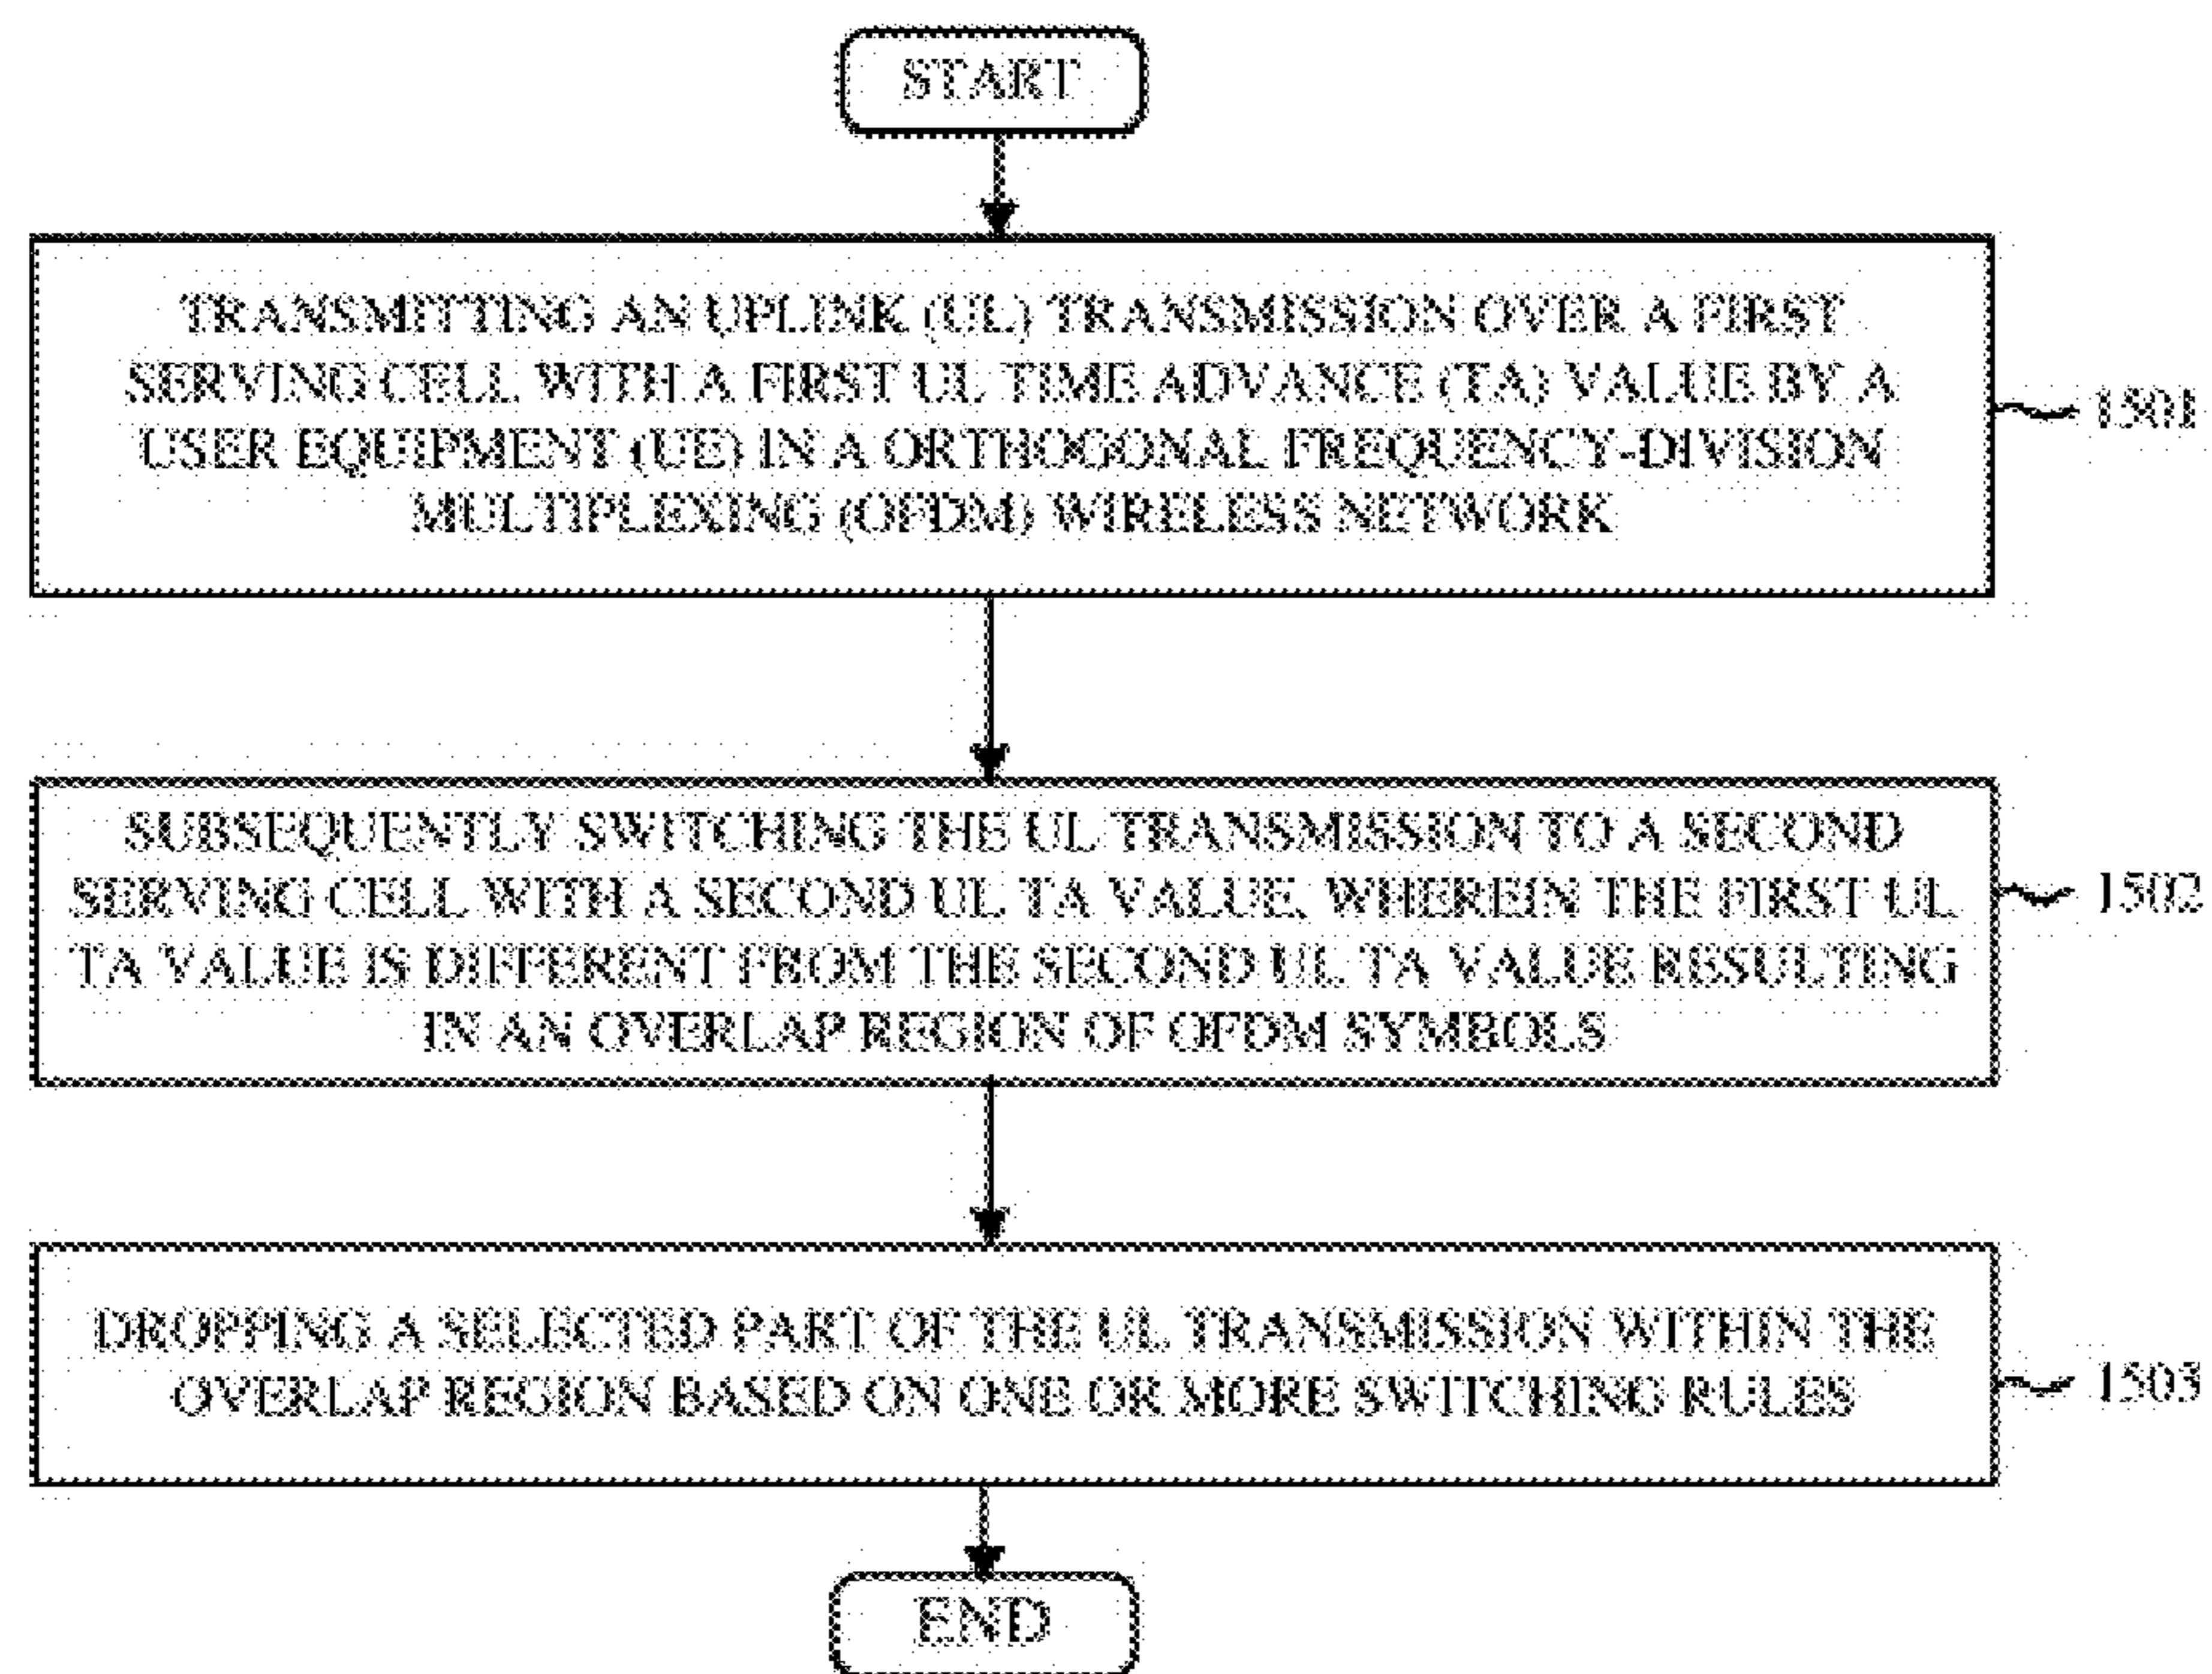 START
TRANSMITTING AN UPLINK (UL) TRANSMISSION OVER A FIRST
SERVING CELL WITH A FIRST UL TIME ADVANCE (TA) VALUE BY A
USER EQUIPMENT (UE) IN A ORTHOGONAL FREQUENCY-DIVISION
MULTIPLEXING (OFDM) WIRELESS NETWORK
1501
SUBSEQUENTLY SWITCHING THE UL TRANSMISSION TO A SECOND
SERVING CELL WITH A SECOND UL TA VALUE, WHEREIN THE FIRST UL
TA VALUE IS DIFFERENT FROM THE SECOND UL TA VALUE RESULTING
IN AN OVERLAP REGION OF OFDM SYMBOLS
1502
DROPPING A SELECTED PART OF THE UL TRANSMISSION WITHIN THE
OVERLAP REGION BASED ON ONE OR MORE SWITCHING RULES
1503
END